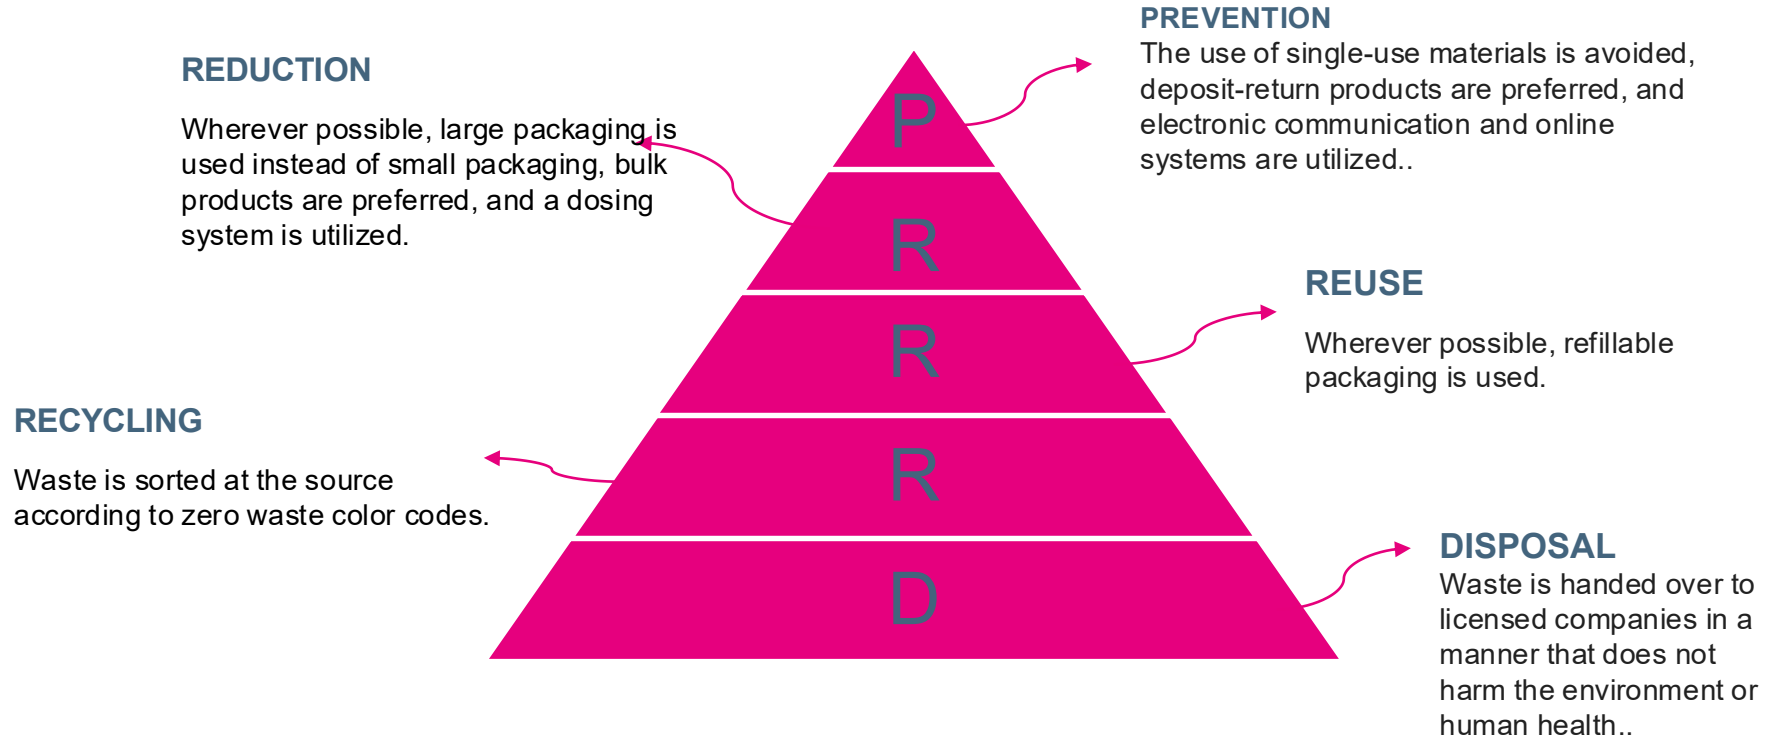 PREVENTION
The use of single-use materials is avoided,
deposit-return products are preferred, and
electronic communication and online
systems are utilized..
REDUCTION
Wherever possible, large packaging is
used instead of small packaging, bulk
products are preferred, and a dosing
system is utilized.
P
R
R
R
D
REUSE
Wherever possible, refillable
packaging is used.
RECYCLING
Waste is sorted at the source
according to zero waste color codes.
DISPOSAL
Waste is handed over to
licensed companies in a
manner that does not
harm the environment or
human health..